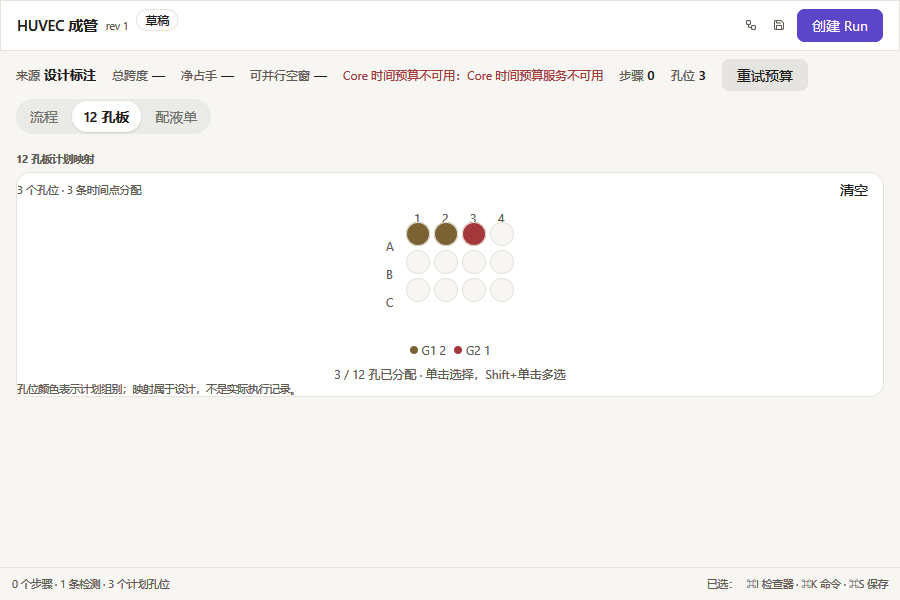 HUVEC 成管 rev 1 草稿 创建 Run
来源 设计标注 总跨度 — 净占手 — 可并行空窗 — Core 时间预算不可用：Core 时间预算服务不可用 步骤 0 孔位 3 重试预算
流程 12 孔板 配液单
12 孔板计划映射
3 个孔位 · 3 条时间点分配 清空
1 2 3 4
A
B
C
G1 2 G2 1
3 / 12 孔已分配 · 单击选择，Shift+单击多选
孔位颜色表示计划组别；映射属于设计，不是实际执行记录。
0 个步骤 · 1 条检测 · 3 个计划孔位 已选： ⌘I 检查器 · ⌘K 命令 · ⌘S 保存